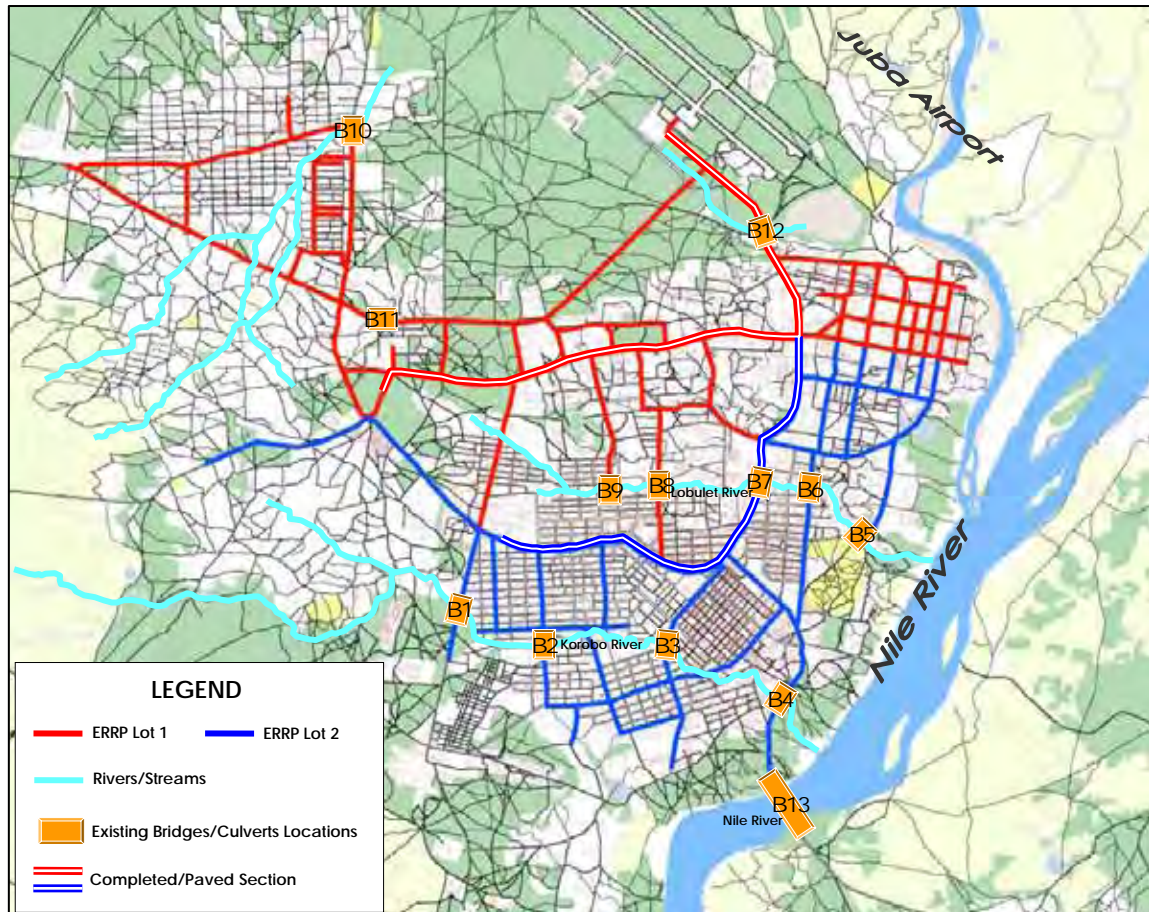 Juba Airport
B10
B12
B11
B9
B8
Lobulet River
B7
B6
B5
B1
B2
Korobo River
B3
B4
Nile River
B13
Nile River
LEGEND
ERRP Lot 1
ERRP Lot 2
Rivers/Streams
Existing Bridges/Culverts Locations
Completed/Paved Section